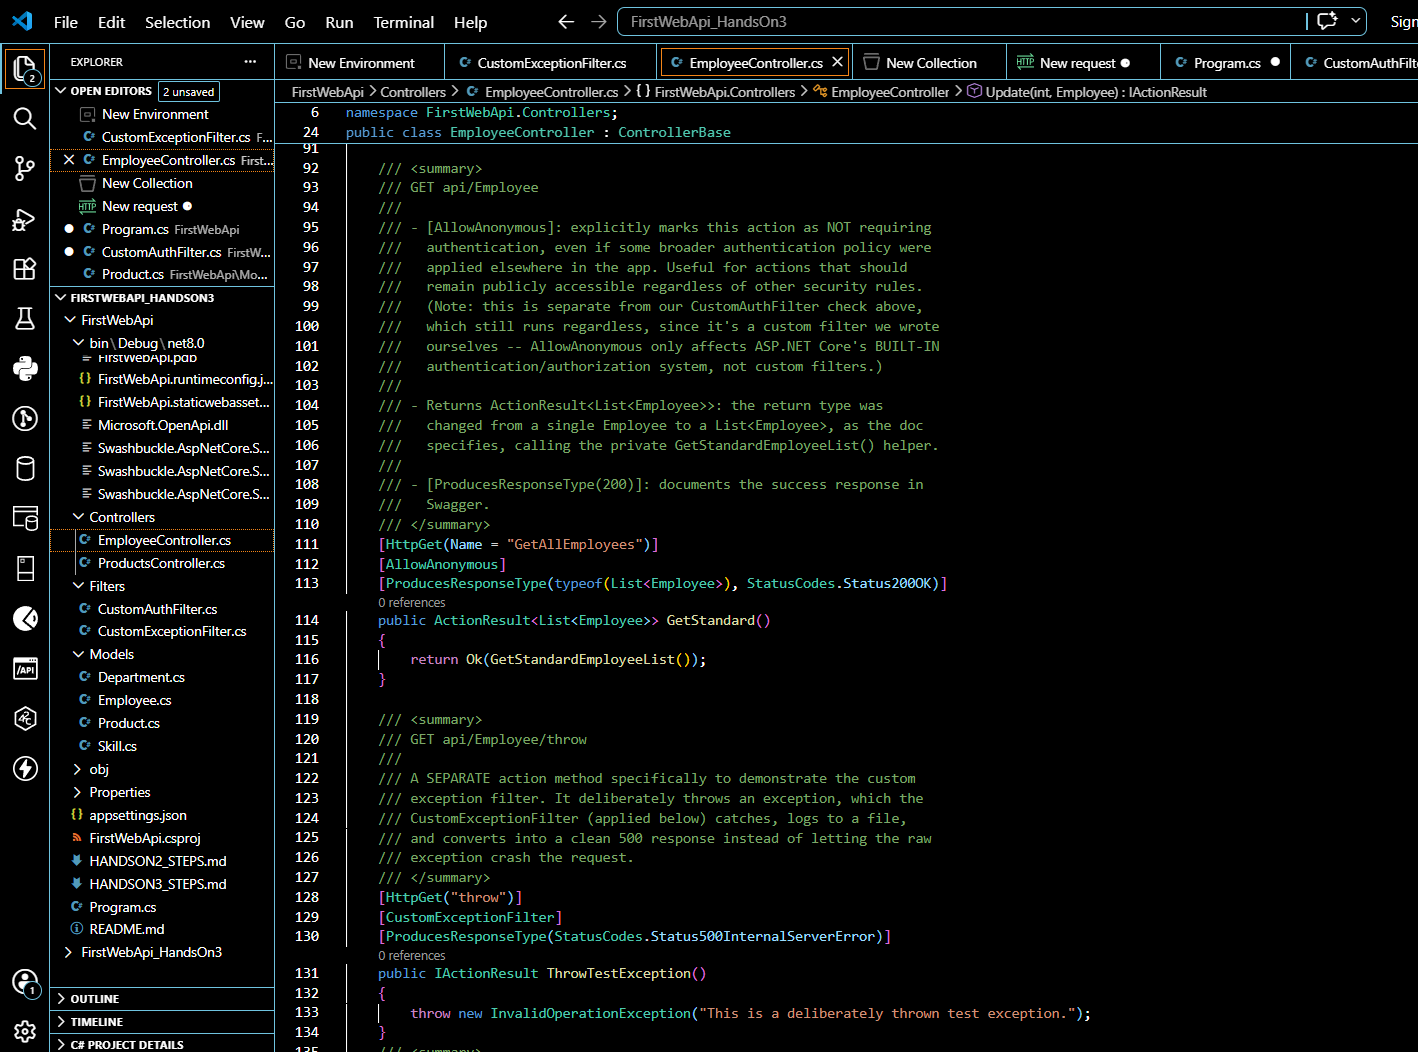 File Edit Selection View Go Run Terminal Help
FirstWebApi_HandsOn3
Sign
EXPLORER
New Environment
CustomExceptionFilter.cs
EmployeeController.cs
New Collection
New request
Program.cs
CustomAuthFilt
OPEN EDITORS 2 unsaved
New Environment
CustomExceptionFilter.cs F...
EmployeeController.cs First...
New Collection
New request
Program.cs FirstWebApi
CustomAuthFilter.cs FirstW...
Product.cs FirstWebApi\Mo...
FIRSTWEBAPI_HANDSON3
FirstWebApi
bin\Debug\net8.0
FirstWebApi.pdb
FirstWebApi.runtimeconfig.j...
FirstWebApi.staticwebasset...
Microsoft.OpenApi.dll
Swashbuckle.AspNetCore.S...
Swashbuckle.AspNetCore.S...
Swashbuckle.AspNetCore.S...
Controllers
EmployeeController.cs
ProductsController.cs
Filters
CustomAuthFilter.cs
CustomExceptionFilter.cs
Models
Department.cs
Employee.cs
Product.cs
Skill.cs
obj
Properties
appsettings.json
FirstWebApi.csproj
HANDSON2_STEPS.md
HANDSON3_STEPS.md
Program.cs
README.md
FirstWebApi_HandsOn3
OUTLINE
TIMELINE
C# PROJECT DETAILS
2
1
FirstWebApi > Controllers > EmployeeController.cs > {} FirstWebApi.Controllers > EmployeeController > Update(int, Employee) : IActionResult
6 namespace FirstWebApi.Controllers;
24 public class EmployeeController : ControllerBase
91
92 /// <summary>
93 /// GET api/Employee
94 ///
95 /// - [AllowAnonymous]: explicitly marks this action as NOT requiring
96 ///   authentication, even if some broader authentication policy were
97 ///   applied elsewhere in the app. Useful for actions that should
98 ///   remain publicly accessible regardless of other security rules.
99 ///   (Note: this is separate from our CustomAuthFilter check above,
100 ///   which still runs regardless, since it's a custom filter we wrote
101 ///   ourselves -- AllowAnonymous only affects ASP.NET Core's BUILT-IN
102 ///   authentication/authorization system, not custom filters.)
103 ///
104 /// - Returns ActionResult<List<Employee>>: the return type was
105 ///   changed from a single Employee to a List<Employee>, as the doc
106 ///   specifies, calling the private GetStandardEmployeeList() helper.
107 ///
108 /// - [ProducesResponseType(200)]: documents the success response in
109 ///   Swagger.
110 /// </summary>
111 [HttpGet(Name = "GetAllEmployees")]
112 [AllowAnonymous]
113 [ProducesResponseType(typeof(List<Employee>), StatusCodes.Status200OK)]
0 references
114 public ActionResult<List<Employee>> GetStandard()
115 {
116     return Ok(GetStandardEmployeeList());
117 }
118
119 /// <summary>
120 /// GET api/Employee/throw
121 ///
122 /// A SEPARATE action method specifically to demonstrate the custom
123 /// exception filter. It deliberately throws an exception, which the
124 /// CustomExceptionFilter (applied below) catches, logs to a file,
125 /// and converts into a clean 500 response instead of letting the raw
126 /// exception crash the request.
127 /// </summary>
128 [HttpGet("throw")]
129 [CustomExceptionFilter]
130 [ProducesResponseType(StatusCodes.Status500InternalServerError)]
0 references
131 public IActionResult ThrowTestException()
132 {
133     throw new InvalidOperationException("This is a deliberately thrown test exception.");
134 }
135 /// <summary>